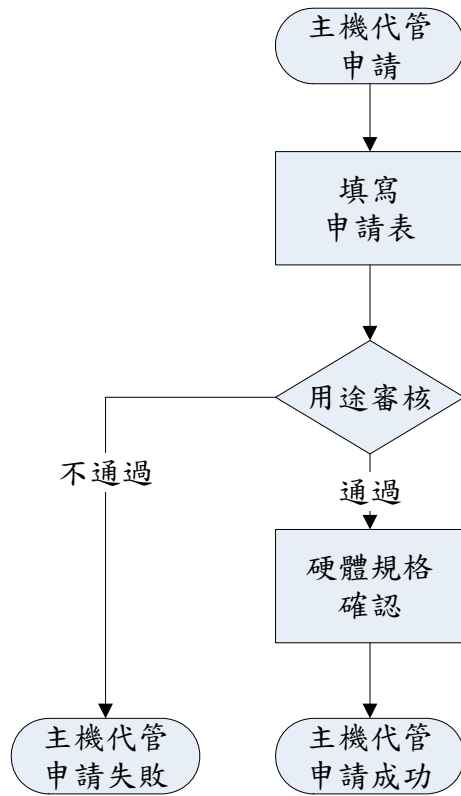 主機代管
申請
填寫
申請表
用途審核
不通過
通過
硬體規格
確認
主機代管
申請失敗
主機代管
申請成功